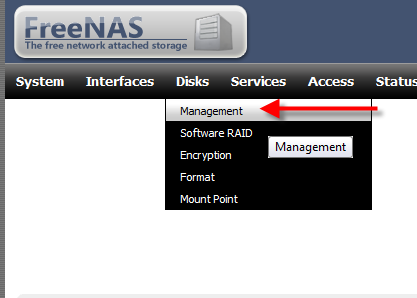 FreeNAS
The free network attached storage
System Interfaces Disks Services Access Status
Management
Software RAID
Management
Encryption
Format
Mount Point